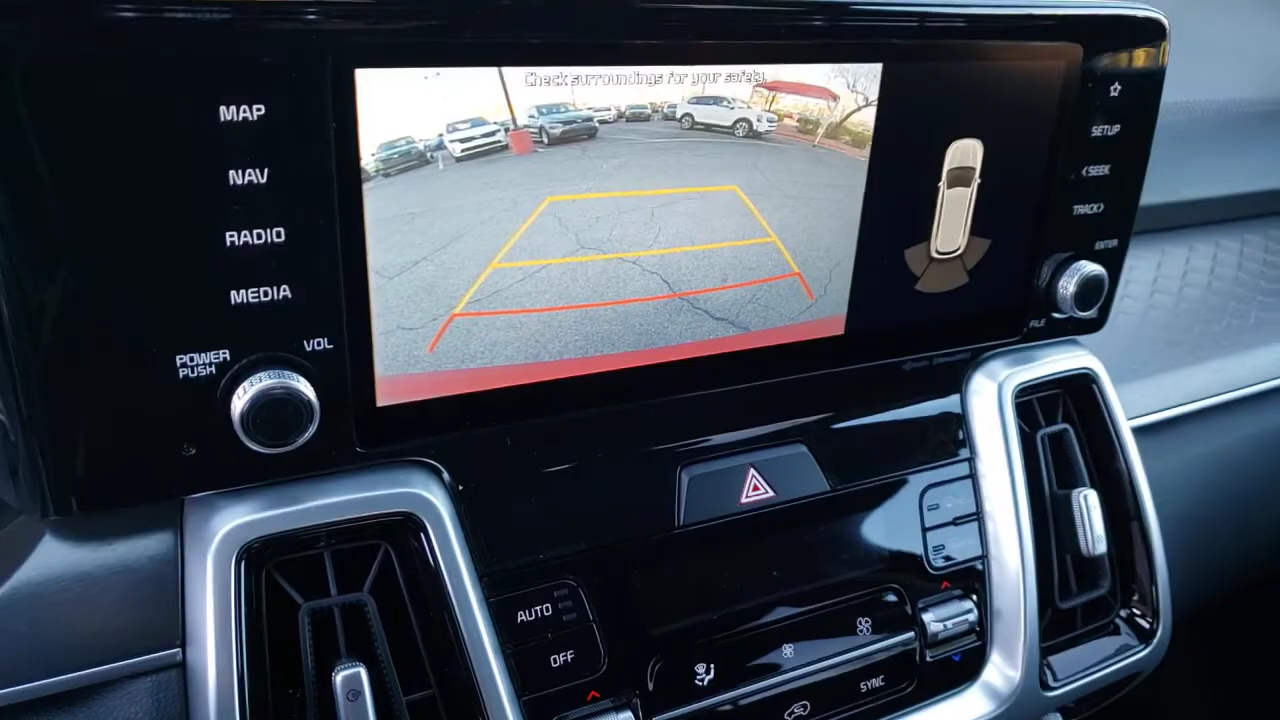 Check surroundings for your safety.
MAP
NAV
RADIO
MEDIA
POWER
PUSH
VOL
SETUP
<SEEK
TRACK>
ENTER
FILE
AUTO
OFF
SYNC